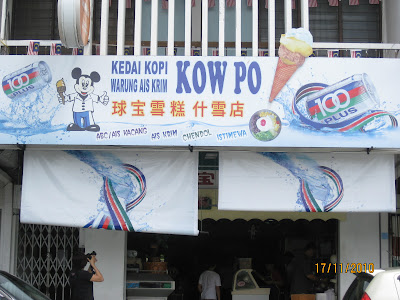 KEDAI KOPI
WARUNG AIS KRIM
KOW PO
球宝雪糕什雪店
ABC/AIS KACANG AIS KRIM CHENDOL ISTIMEWA
100
PLUS
100
PLUS
宝
17/11/2010